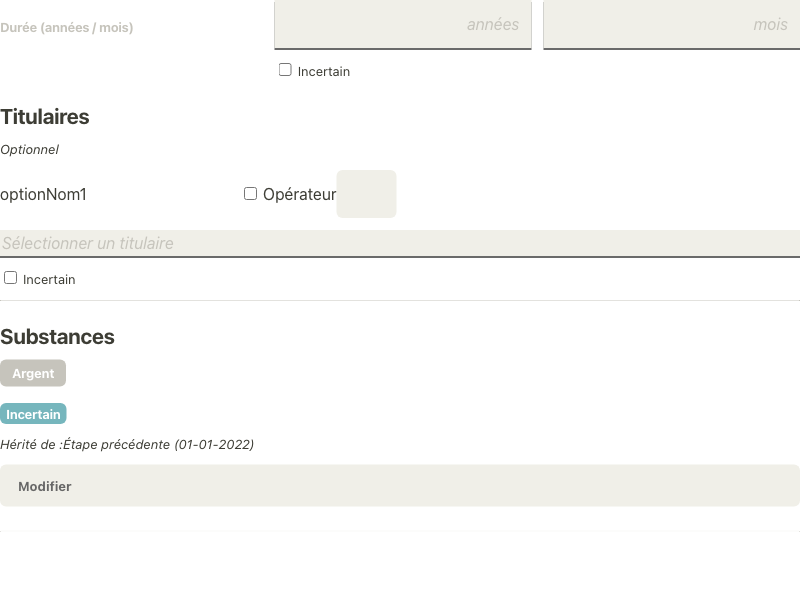 Durée (années / mois)
années
mois
Incertain
Titulaires
Optionnel
optionNom1
Opérateur
Sélectionner un titulaire
Incertain
Substances
Argent
Incertain
Hérité de :Étape précédente (01-01-2022)
Modifier